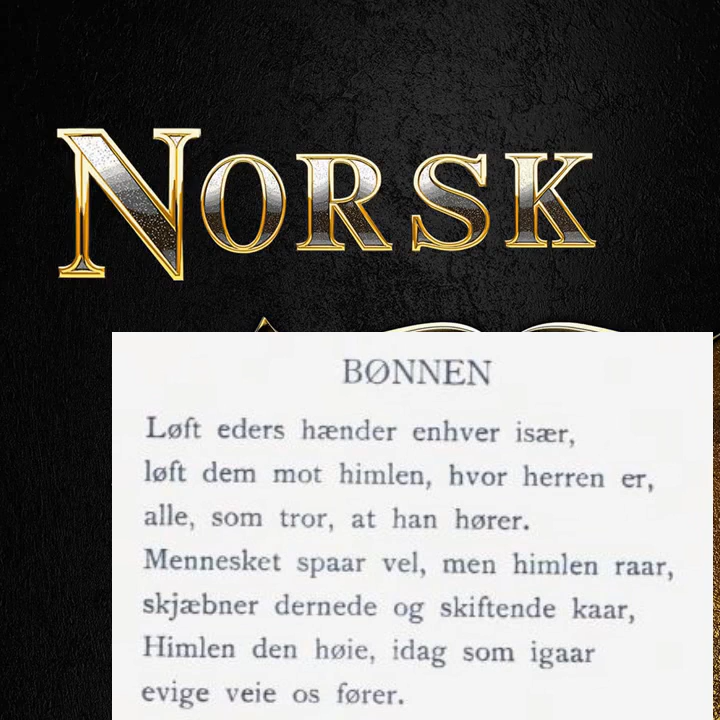 NORSK
BØNNEN
Løft eders hænder enhver især,
løft dem mot himlen, hvor herren er,
alle, som tror, at han hører.
Mennesket spaar vel, men himlen raar,
skjæbner dernede og skiftende kaar,
Himlen den høie, idag som igaar
evige veie os fører.